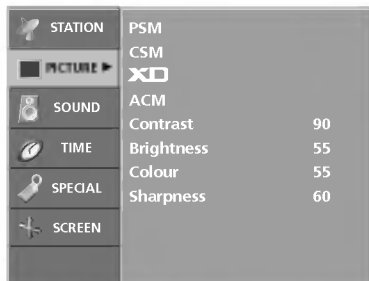 STATION
PICTURE ►
SOUND
TIME
SPECIAL
SCREEN
PSM
CSM
XD
ACM
Contrast 90
Brightness 55
Colour 55
Sharpness 60